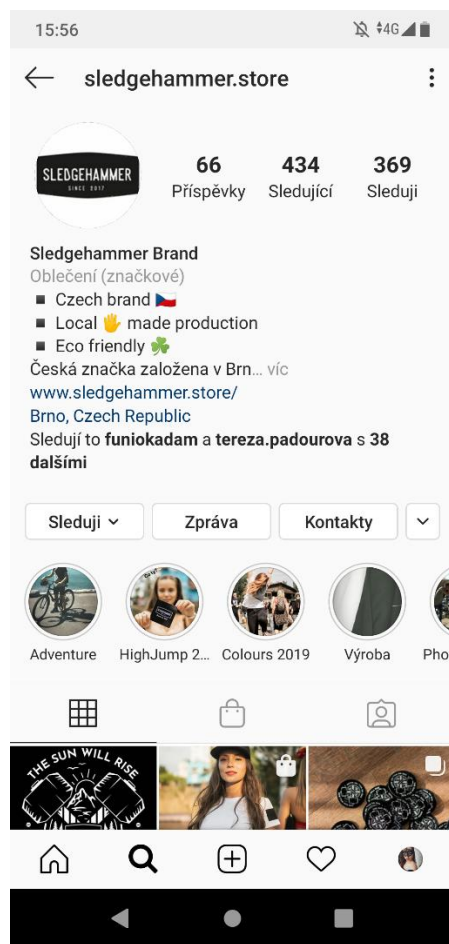 15:56
4G
sledgehammer.store
SLEDGEHAMMER
SINCE 2017
66 434 369
Příspěvky Sledující Sleduji
Sledgehammer Brand
Oblečení (značkové)
▪ Czech brand 🇨🇿
▪ Local 🖐 made production
▪ Eco friendly ☘
Česká značka založena v Brn... víc
www.sledgehammer.store/
Brno, Czech Republic
Sledují to funiokadam a tereza.padourova s 38
dalšími
Sleduji Zpráva Kontakty
Adventure HighJump 2... Colours 2019 Výroba Pho
THE SUN WILL RISE